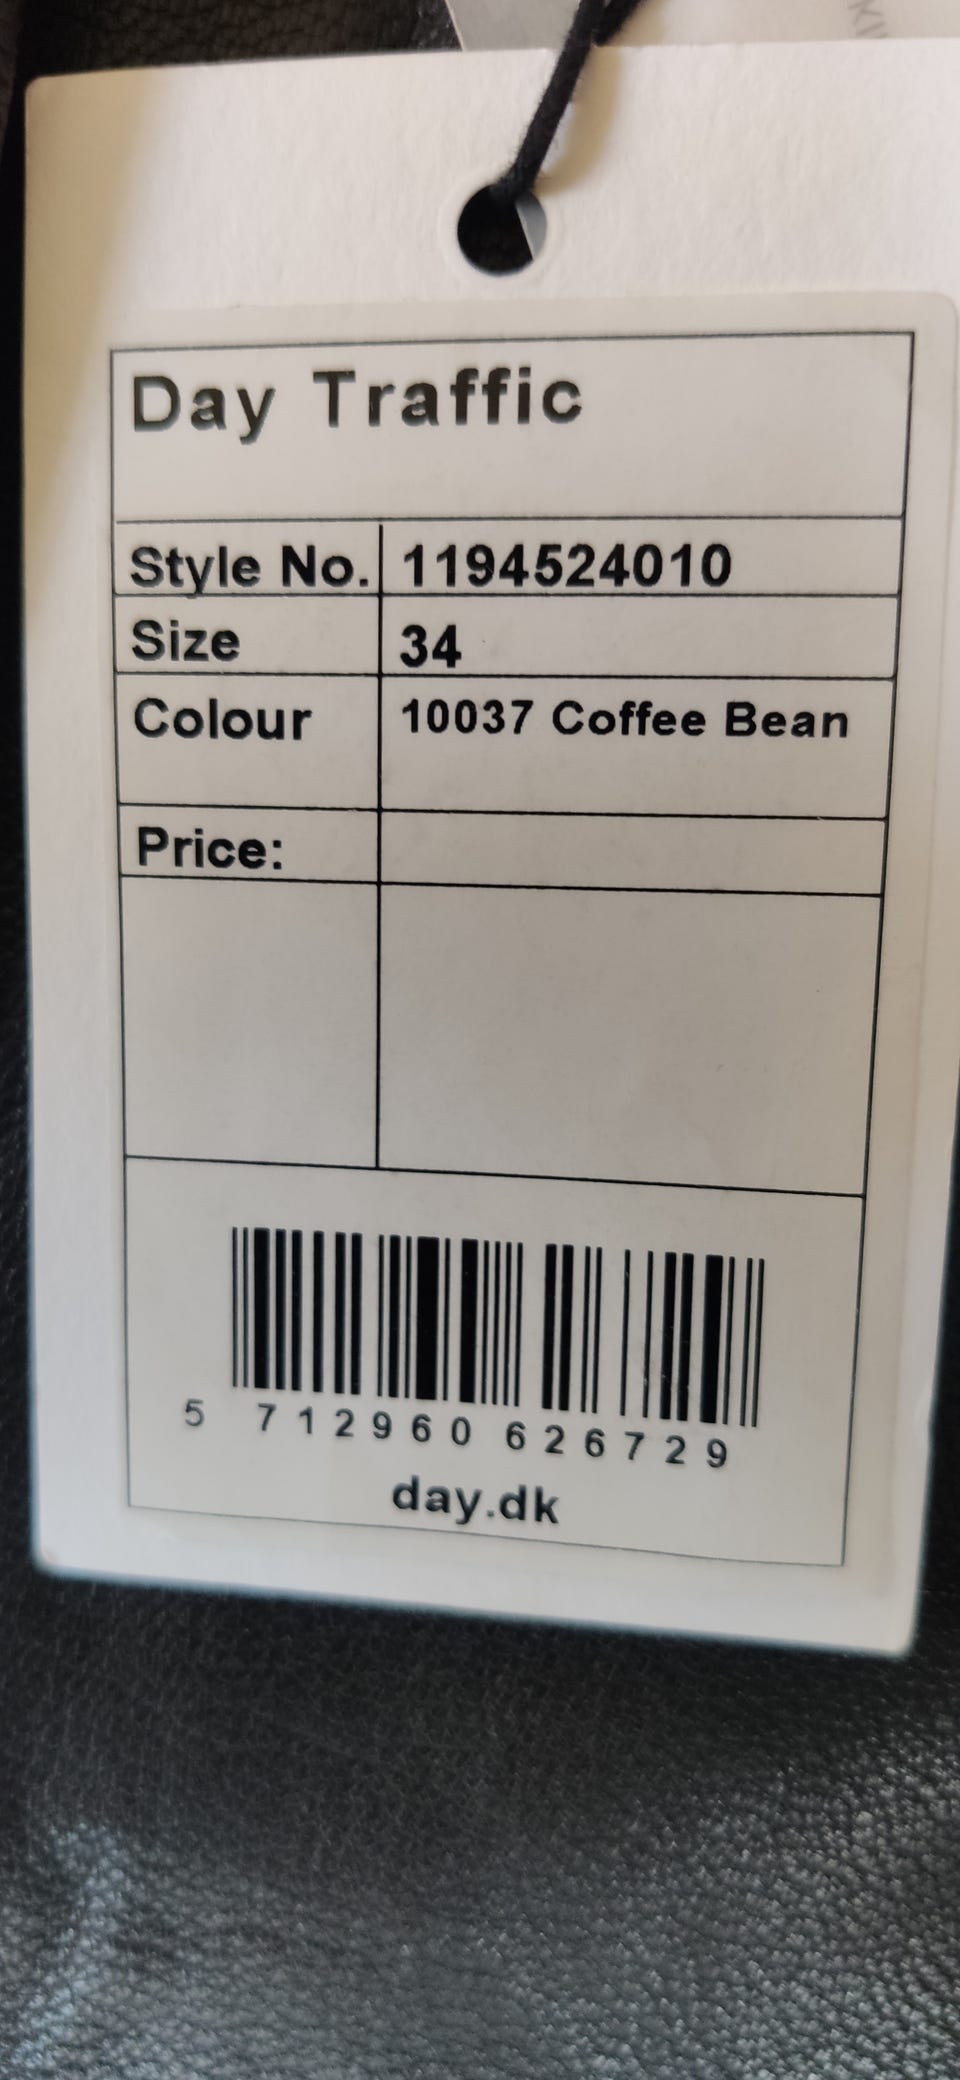 Day Traffic
Style No. 1194524010
Size 34
Colour 10037 Coffee Bean
Price:
5 712960 626729
day.dk